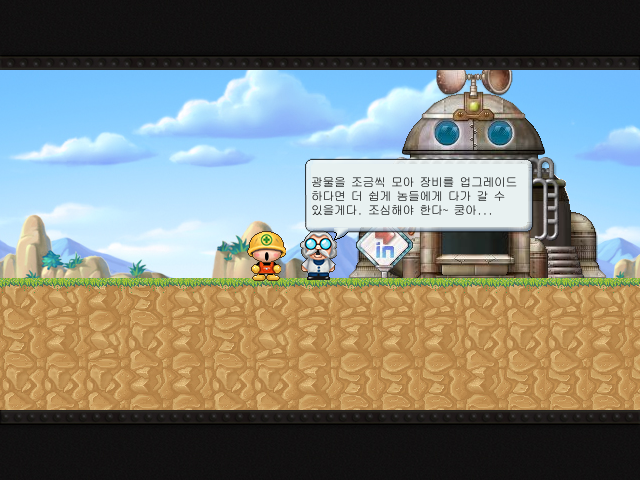 광물을 조금씩 모아 장비를 업그레이드
하다면 더 쉽게 놈들에게 다가 갈 수
있을게다. 조심해야 한다~ 쿵아...
in